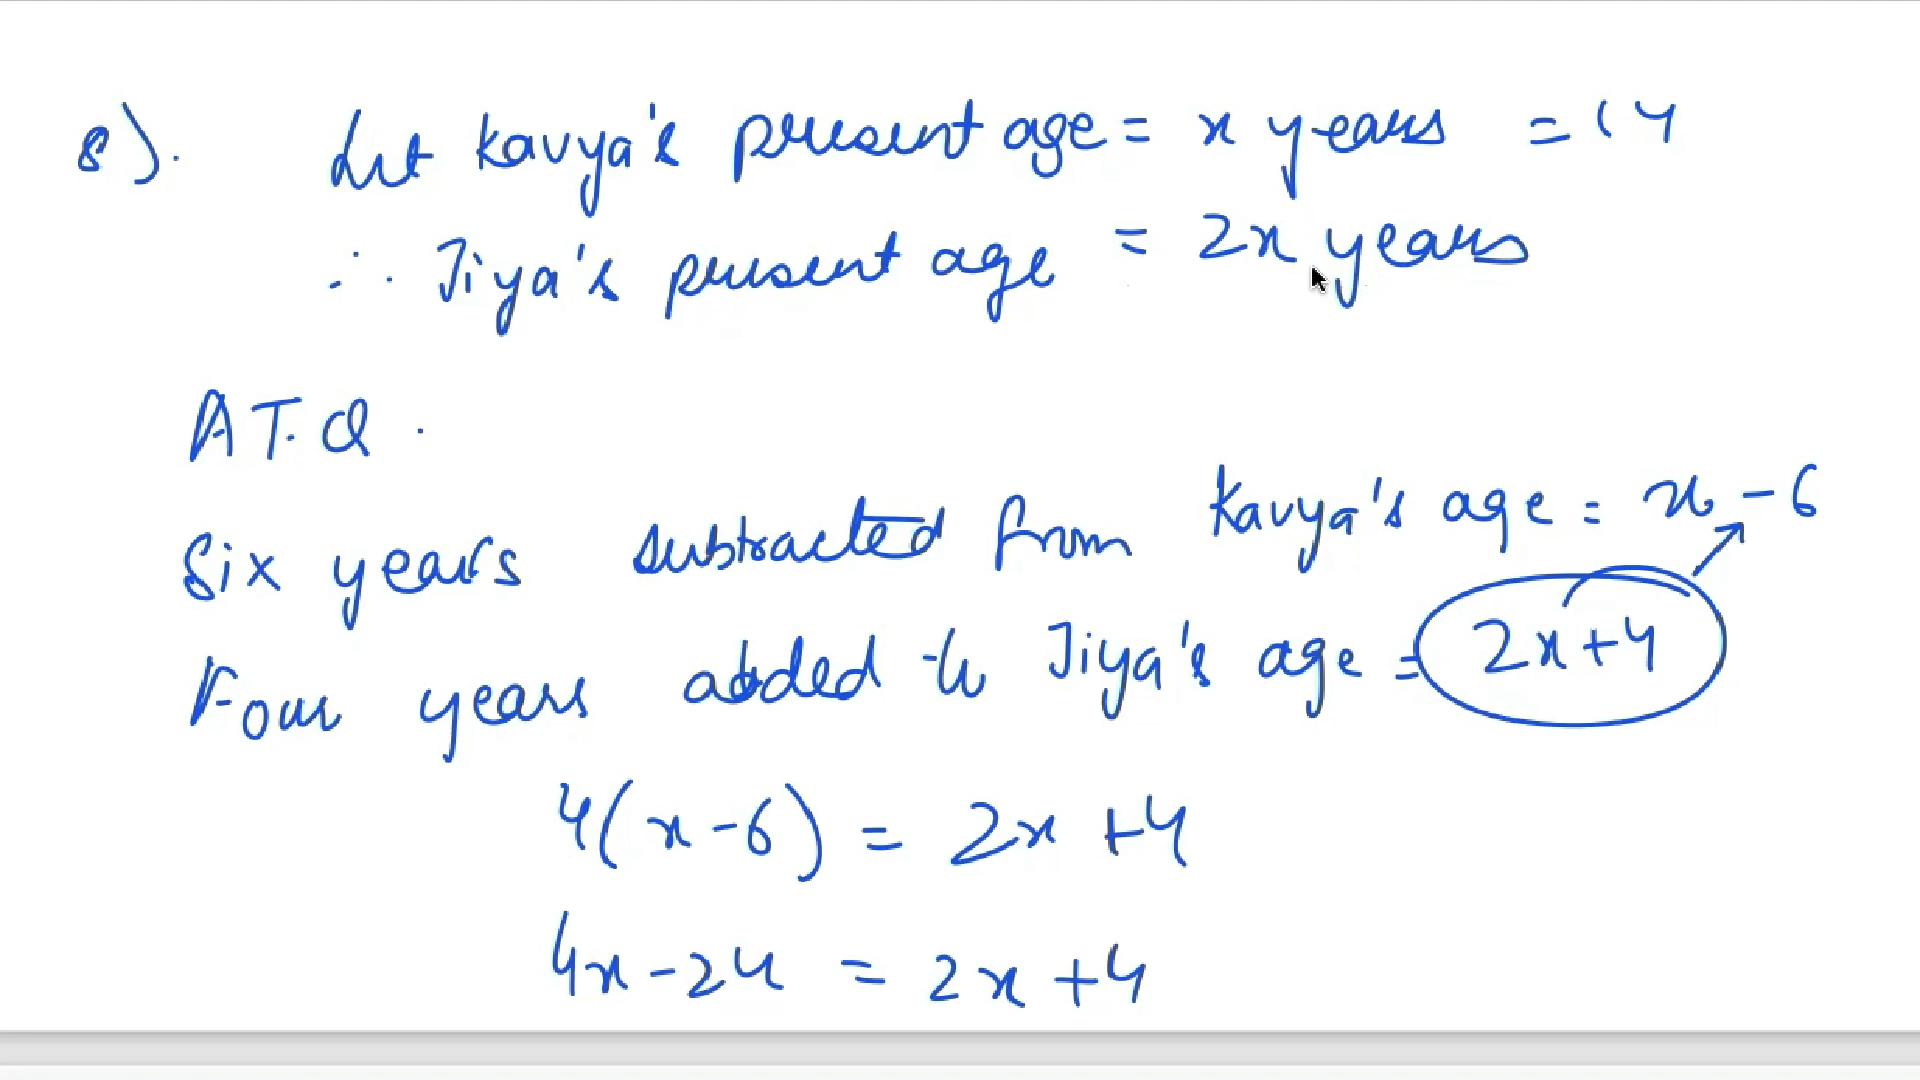 8). Let Kavya's present age = x years = 14
∴ Jiya's present age = 2x years
A T. Q.
Six years subtracted from Kavya's age = x - 6
Four years added to Jiya's age = 2x+4
4(x-6) = 2x +4
4x-24 = 2x +4